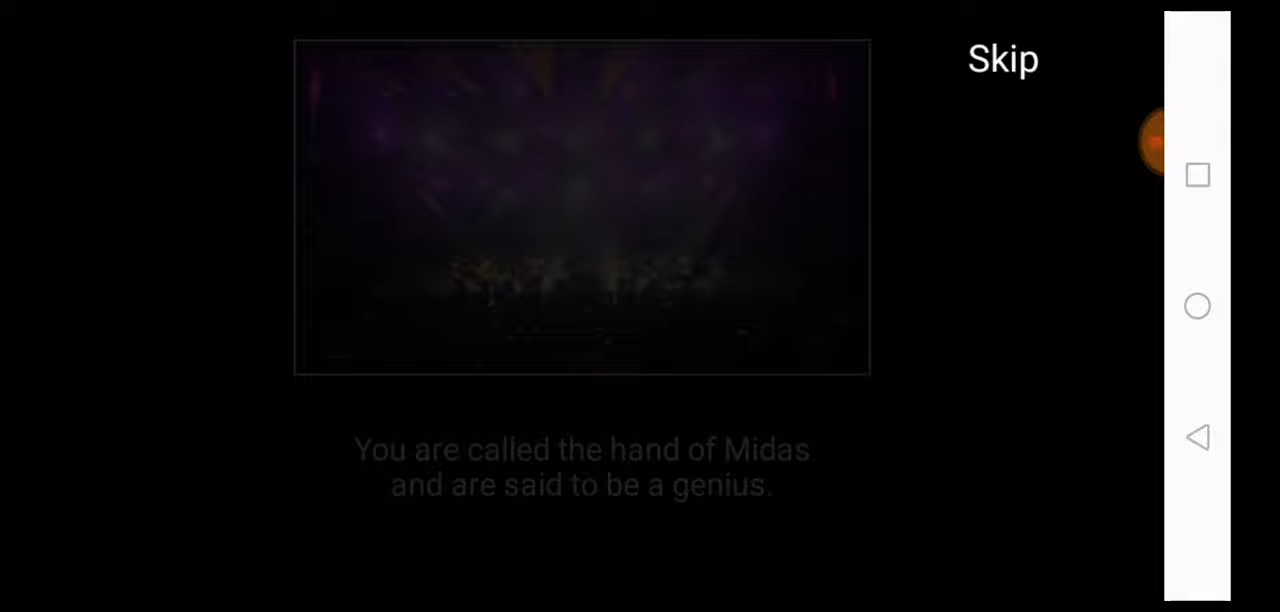 Skip
You are called the hand of Midas
and are said to be a genius.